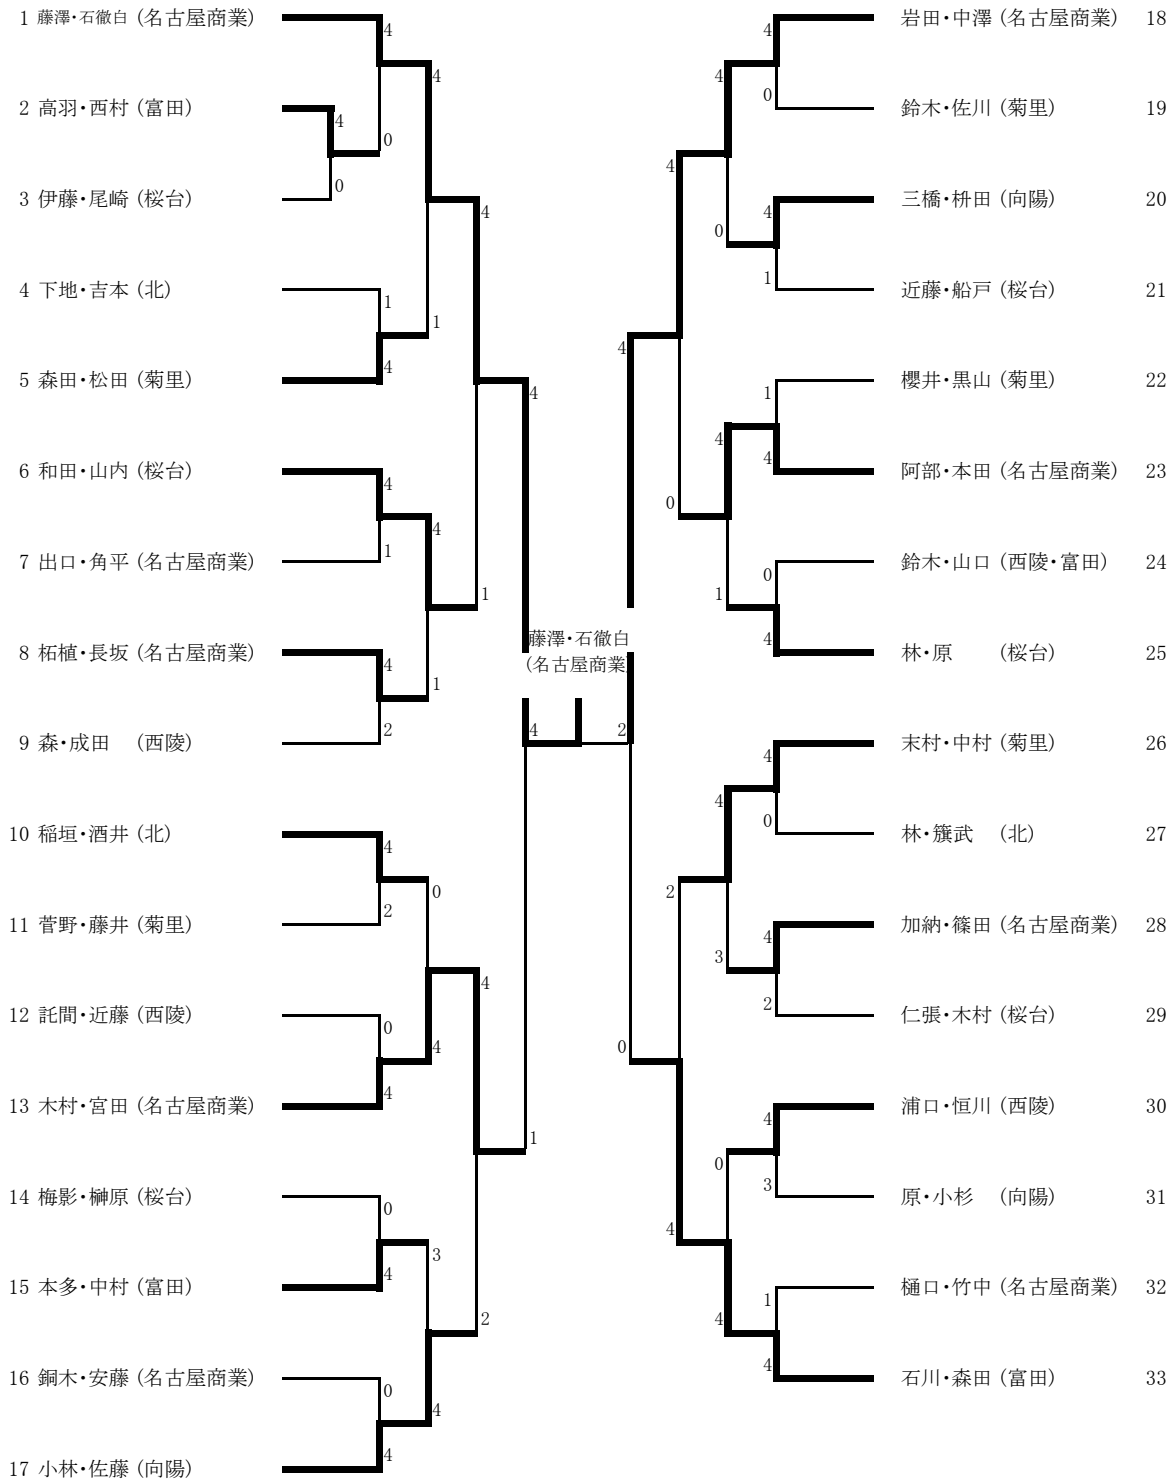 1 藤澤・石徹白 (名古屋商業)
2 高羽・西村 (富田)
3 伊藤・尾崎 (桜台)
4 下地・吉本 (北)
5 森田・松田 (菊里)
6 和田・山内 (桜台)
7 出口・角平 (名古屋商業)
8 柘植・長坂 (名古屋商業)
9 森・成田 (西陵)
10 稲垣・酒井 (北)
11 菅野・藤井 (菊里)
12 託間・近藤 (西陵)
13 木村・宮田 (名古屋商業)
14 梅影・榊原 (桜台)
15 本多・中村 (富田)
16 銅木・安藤 (名古屋商業)
17 小林・佐藤 (向陽)
4
0
4
0
1
4
4
1
4
2
4
2
0
4
0
4
0
4
4
1
4
1
0
4
3
4
4
1
4
2
4
1
藤澤・石徹白
(名古屋商業)
4
2
4
0
4
0
2
4
4
0
4
1
4
3
0
4
4
0
4
1
1
4
0
4
4
0
4
2
4
3
1
4
岩田・中澤 (名古屋商業) 18
鈴木・佐川 (菊里) 19
三橋・枡田 (向陽) 20
近藤・船戸 (桜台) 21
櫻井・黒山 (菊里) 22
阿部・本田 (名古屋商業) 23
鈴木・山口 (西陵・富田) 24
林・原 (桜台) 25
末村・中村 (菊里) 26
林・籏武 (北) 27
加納・篠田 (名古屋商業) 28
仁張・木村 (桜台) 29
浦口・恒川 (西陵) 30
原・小杉 (向陽) 31
樋口・竹中 (名古屋商業) 32
石川・森田 (富田) 33